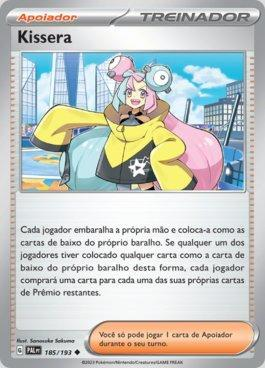 Apoiador
TREINADOR
Kissera
Cada jogador embaralha a própria mão e coloca-a como as
cartas de baixo do próprio baralho. Se qualquer um dos
jogadores tiver colocado qualquer carta como a carta de
baixo do próprio baralho desta forma, cada jogador
comprará uma carta para cada uma das suas próprias cartas
de Prêmio restantes.
Você só pode jogar 1 carta de Apoiador
durante o seu turno.
Illus. Sanosuke Sakuma
G PAL PT 185/193 ◆
©2023 Pokémon/Nintendo/Creatures/GAME FREAK